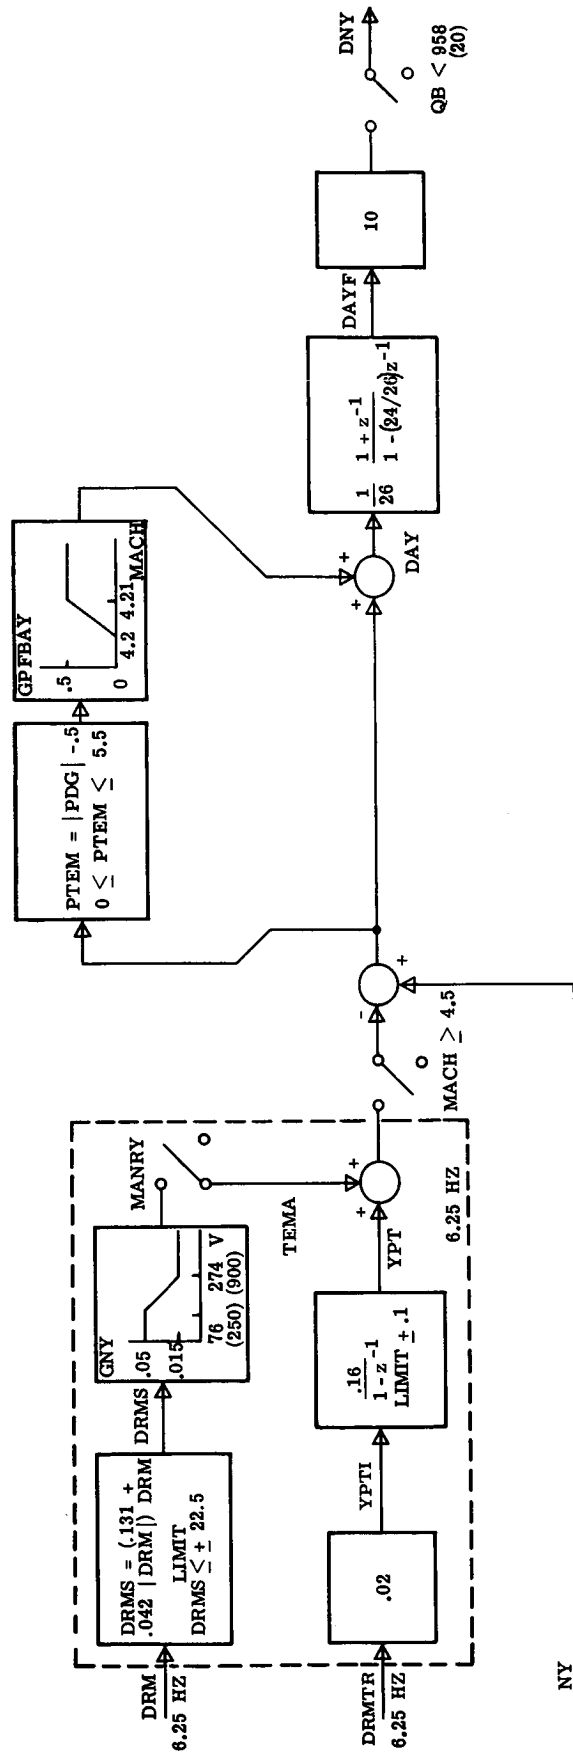 DRM
6.25 HZ
DRMS = (.131 +
.042 | DRM |) DRM
LIMIT
DRMS ≤ ± 22.5
DRMS
GNY
.05
.015
76 274 V
(250) (900)
MANRY
TEMA
DRMTR
6.25 HZ
.02
YPTI
.16
1 - z -1
LIMIT ± .1
YPT
+
+
6.25 HZ
MACH ≥ 4.5
-
+
PTEM = | PDG | -.5
0 ≤ PTEM ≤ 5.5
GPFBAY
.5
0
4.2 4.21
MACH
+
+
DAY
1 1 + z -1
26 1 - (24/26)z -1
DAYF
10
DNY
QB < 958
(20)
NY